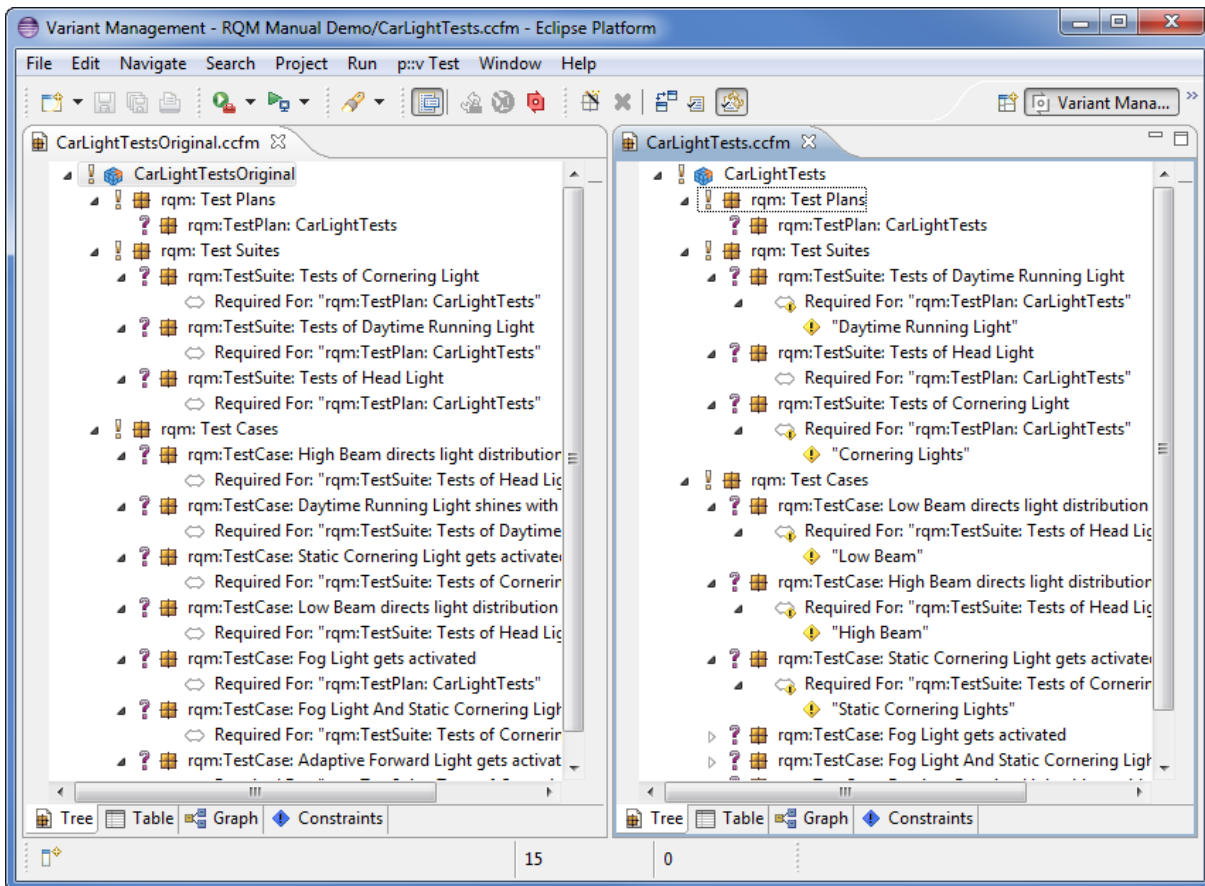 Variant Management - RQM Manual Demo/CarLightTests.ccfm - Eclipse Platform
File Edit Navigate Search Project Run p::v Test Window Help
Variant Mana...
CarLightTestsOriginal.ccfm
CarLightTestsOriginal
rqm: Test Plans
rqm:TestPlan: CarLightTests
rqm: Test Suites
rqm:TestSuite: Tests of Cornering Light
Required For: "rqm:TestPlan: CarLightTests"
rqm:TestSuite: Tests of Daytime Running Light
Required For: "rqm:TestPlan: CarLightTests"
rqm:TestSuite: Tests of Head Light
Required For: "rqm:TestPlan: CarLightTests"
rqm: Test Cases
rqm:TestCase: High Beam directs light distribution
Required For: "rqm:TestSuite: Tests of Head Lig
rqm:TestCase: Daytime Running Light shines with
Required For: "rqm:TestSuite: Tests of Daytime
rqm:TestCase: Static Cornering Light gets activate
Required For: "rqm:TestSuite: Tests of Cornerin
rqm:TestCase: Low Beam directs light distribution
Required For: "rqm:TestSuite: Tests of Head Lig
rqm:TestCase: Fog Light gets activated
Required For: "rqm:TestPlan: CarLightTests"
rqm:TestCase: Fog Light And Static Cornering Ligh
Required For: "rqm:TestSuite: Tests of Cornerin
rqm:TestCase: Adaptive Forward Light gets activat
Tree Table Graph Constraints
CarLightTests.ccfm
CarLightTests
rqm: Test Plans
rqm:TestPlan: CarLightTests
rqm: Test Suites
rqm:TestSuite: Tests of Daytime Running Light
Required For: "rqm:TestPlan: CarLightTests"
"Daytime Running Light"
rqm:TestSuite: Tests of Head Light
Required For: "rqm:TestPlan: CarLightTests"
rqm:TestSuite: Tests of Cornering Light
Required For: "rqm:TestPlan: CarLightTests"
"Cornering Lights"
rqm: Test Cases
rqm:TestCase: Low Beam directs light distribution
Required For: "rqm:TestSuite: Tests of Head Lig
"Low Beam"
rqm:TestCase: High Beam directs light distribution
Required For: "rqm:TestSuite: Tests of Head Lig
"High Beam"
rqm:TestCase: Static Cornering Light gets activate
Required For: "rqm:TestSuite: Tests of Cornerin
"Static Cornering Lights"
rqm:TestCase: Fog Light gets activated
rqm:TestCase: Fog Light And Static Cornering Ligh
Tree Table Graph Constraints
15 0